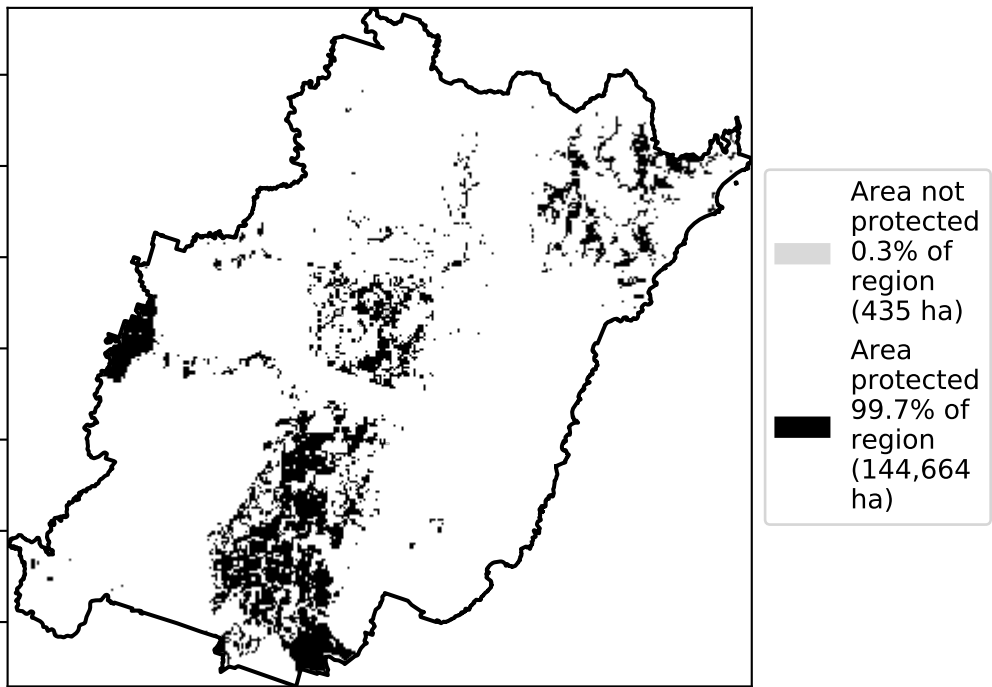 Area not
protected
0.3% of
region
(435 ha)
Area
protected
99.7% of
region
(144,664
ha)